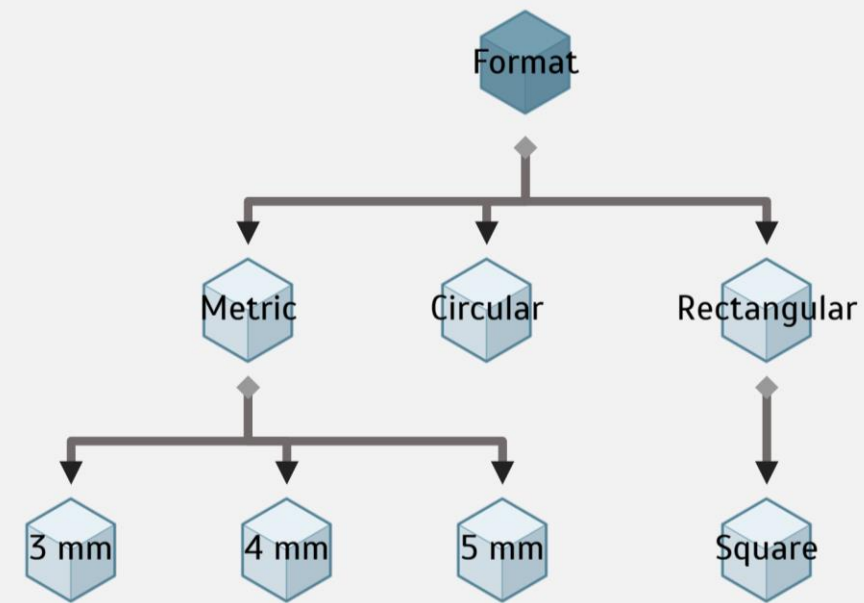 Format
Metric
Circular
Rectangular
3 mm
4 mm
5 mm
Square